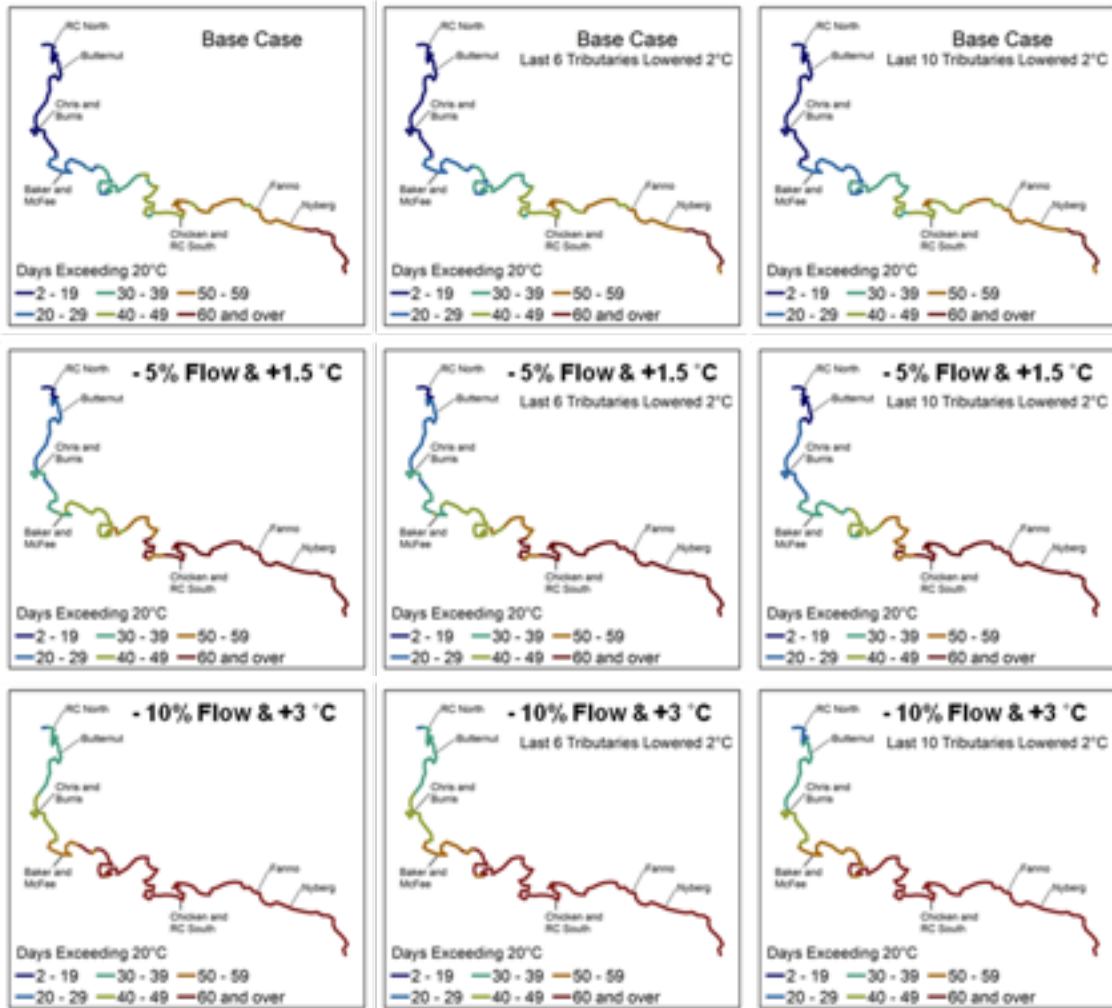 RC North
Base Case
Butternut
Chris and
Burris
Baker and
McFee
Fanno
Nyberg
Chicken and
RC South
Days Exceeding 20°C
2 - 19 30 - 39 50 - 59
20 - 29 40 - 49 60 and over
RC North
Base Case
Last 6 Tributaries Lowered 2°C
Butternut
Chris and
Burris
Baker and
McFee
Fanno
Nyberg
Chicken and
RC South
Days Exceeding 20°C
2 - 19 30 - 39 50 - 59
20 - 29 40 - 49 60 and over
RC North
Base Case
Last 10 Tributaries Lowered 2°C
Butternut
Chris and
Burris
Baker and
McFee
Fanno
Nyberg
Chicken and
RC South
Days Exceeding 20°C
2 - 19 30 - 39 50 - 59
20 - 29 40 - 49 60 and over
RC North
- 5% Flow & +1.5 °C
Butternut
Chris and
Burris
Baker and
McFee
Fanno
Nyberg
Chicken and
RC South
Days Exceeding 20°C
2 - 19 30 - 39 50 - 59
20 - 29 40 - 49 60 and over
RC North
- 5% Flow & +1.5 °C
Last 6 Tributaries Lowered 2°C
Butternut
Chris and
Burris
Baker and
McFee
Fanno
Nyberg
Chicken and
RC South
Days Exceeding 20°C
2 - 19 30 - 39 50 - 59
20 - 29 40 - 49 60 and over
RC North
- 5% Flow & +1.5 °C
Last 10 Tributaries Lowered 2°C
Butternut
Chris and
Burris
Baker and
McFee
Fanno
Nyberg
Chicken and
RC South
Days Exceeding 20°C
2 - 19 30 - 39 50 - 59
20 - 29 40 - 49 60 and over
RC North
- 10% Flow & +3 °C
Butternut
Chris and
Burris
Baker and
McFee
Fanno
Nyberg
Chicken and
RC South
Days Exceeding 20°C
2 - 19 30 - 39 50 - 59
20 - 29 40 - 49 60 and over
RC North
- 10% Flow & +3 °C
Last 6 Tributaries Lowered 2°C
Butternut
Chris and
Burris
Baker and
McFee
Fanno
Nyberg
Chicken and
RC South
Days Exceeding 20°C
2 - 19 30 - 39 50 - 59
20 - 29 40 - 49 60 and over
RC North
- 10% Flow & +3 °C
Last 10 Tributaries Lowered 2°C
Butternut
Chris and
Burris
Baker and
McFee
Fanno
Nyberg
Chicken and
RC South
Days Exceeding 20°C
2 - 19 30 - 39 50 - 59
20 - 29 40 - 49 60 and over